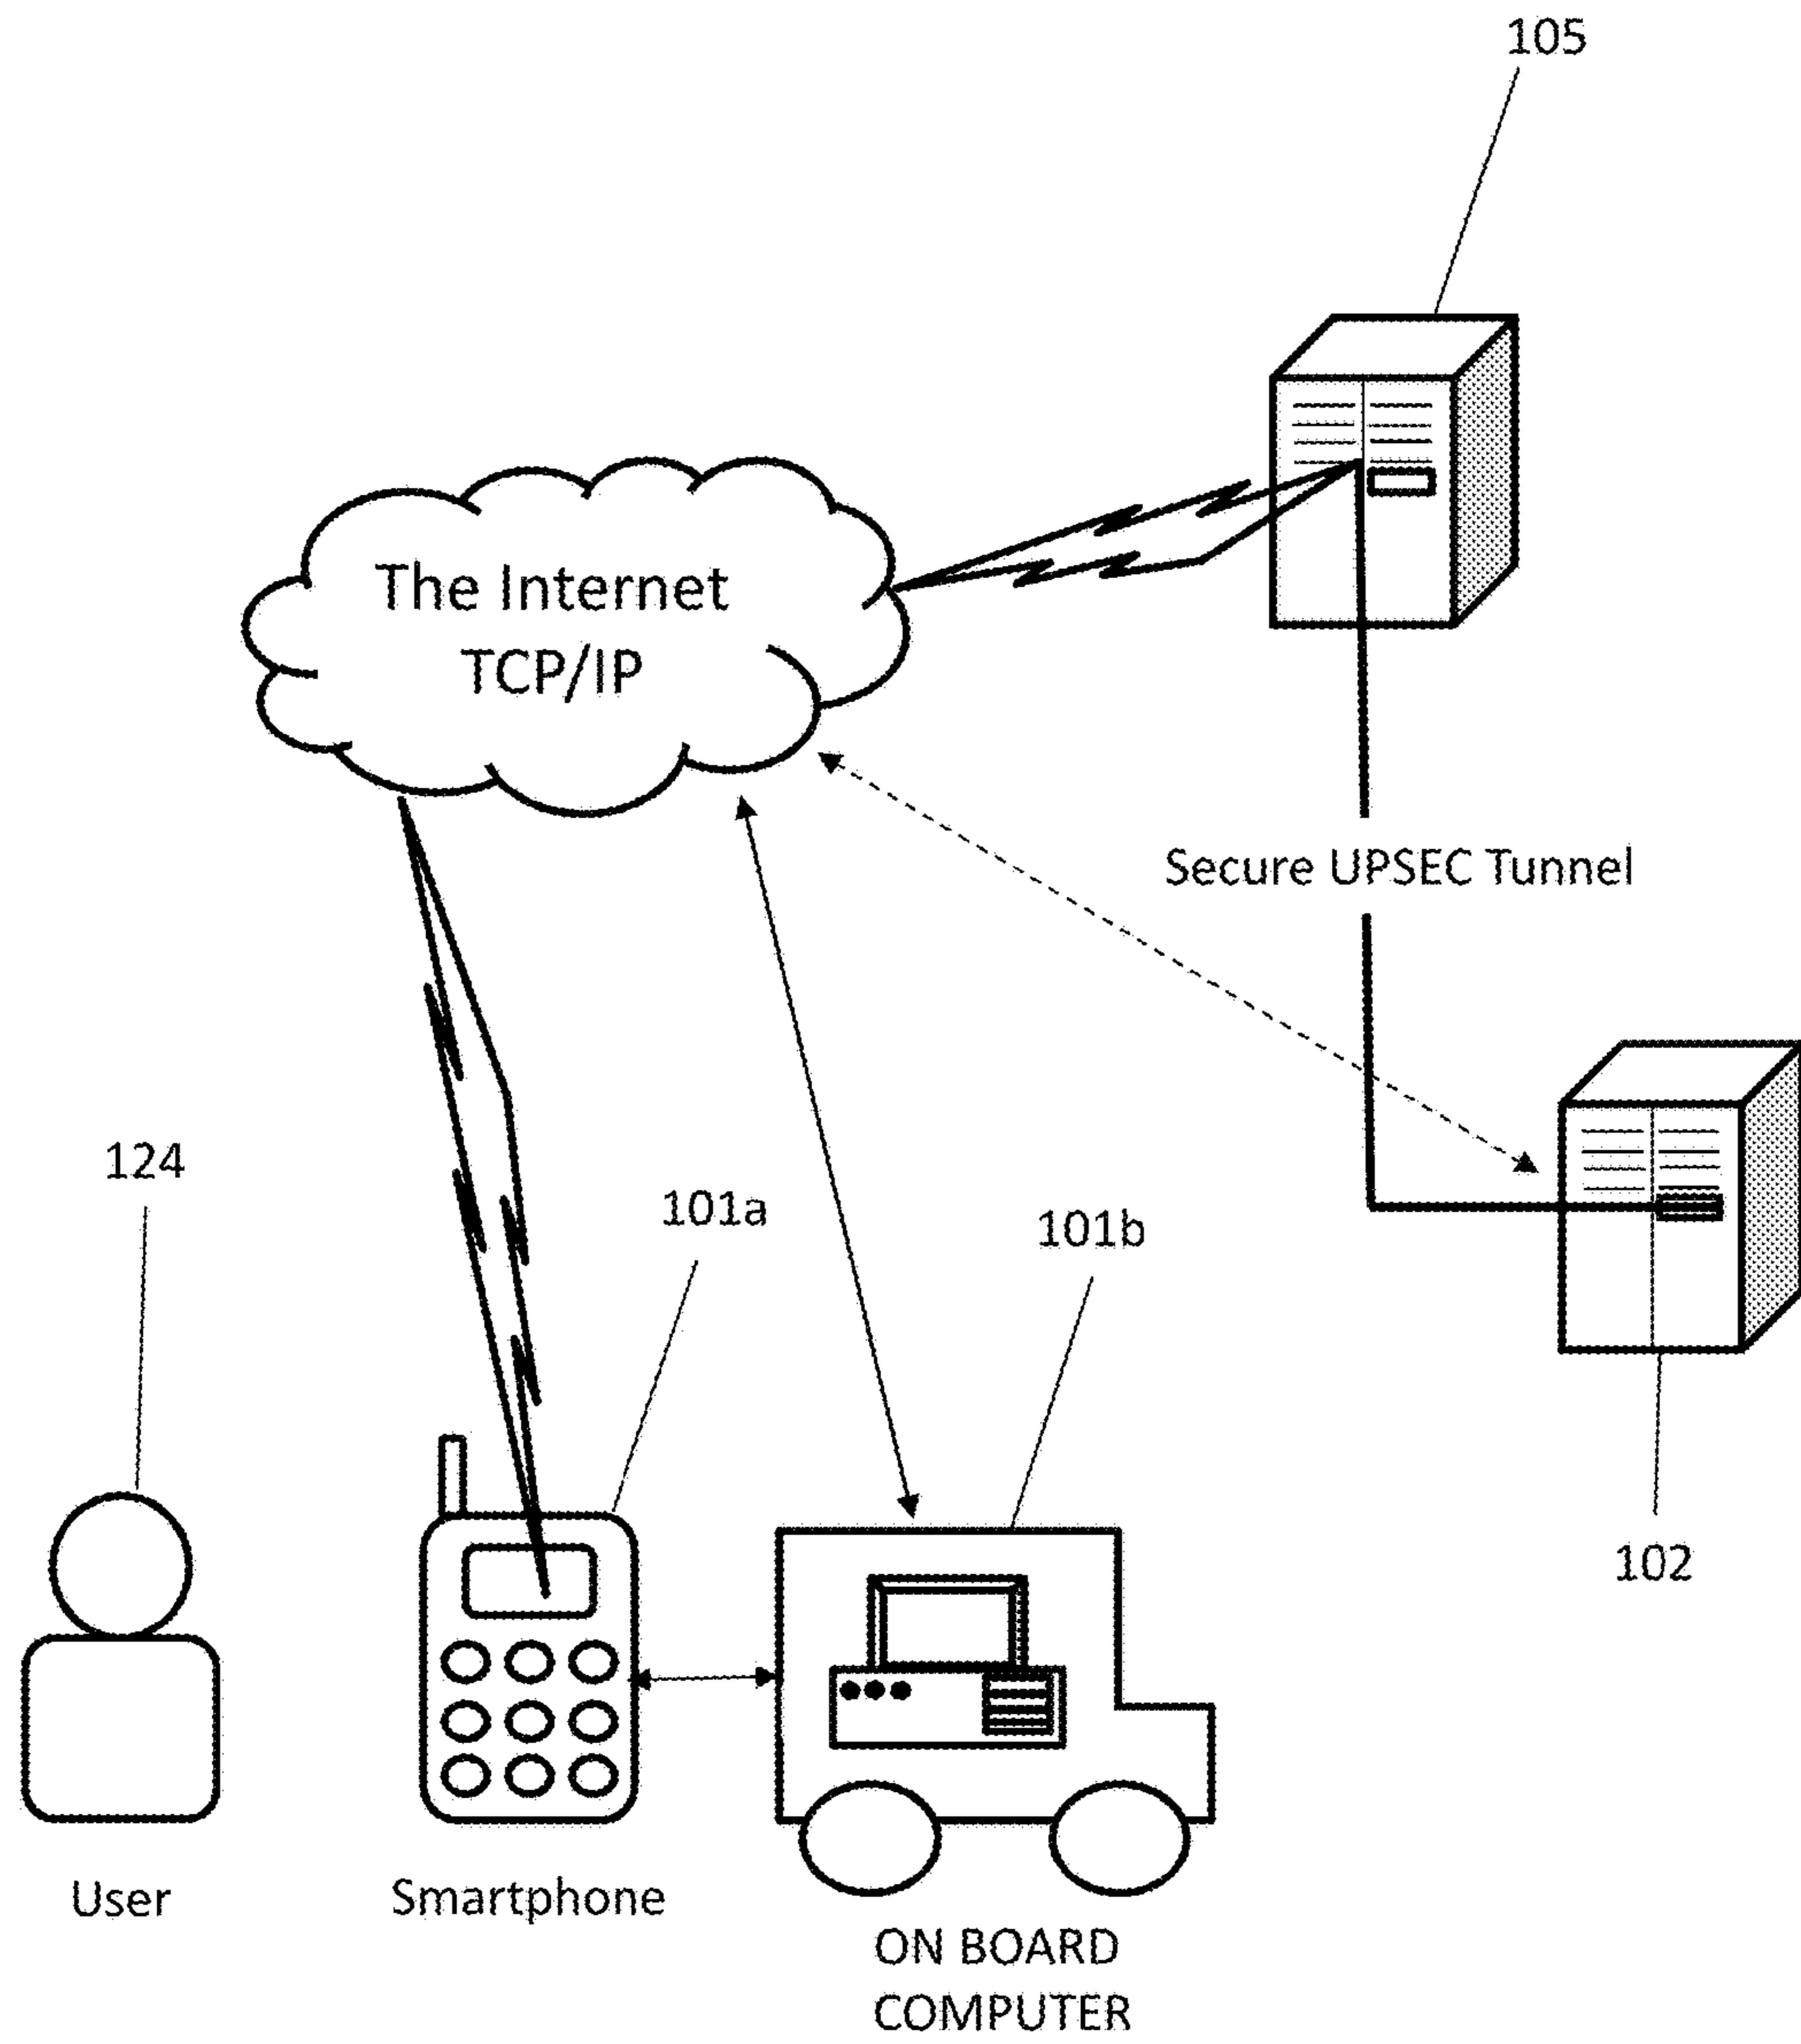 105
The Internet
TCP/IP
Secure UPSEC Tunnel
124
101a
101b
102
User
Smartphone
ON BOARD
COMPUTER